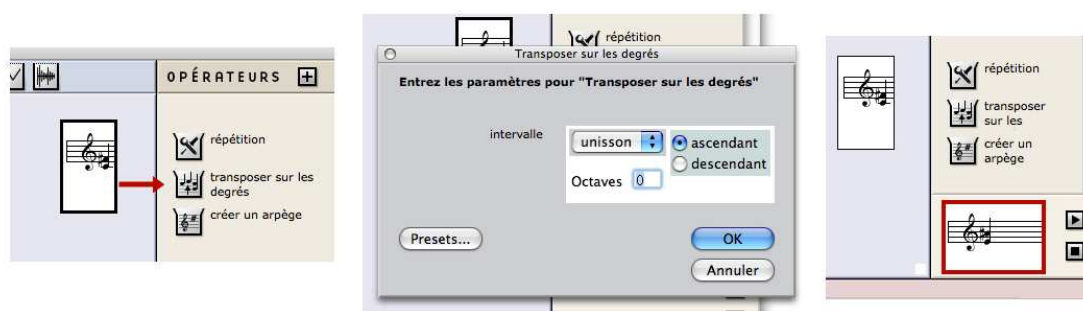 OPÉRATEURS
répétition
transposer sur les
degrés
créer un arpège
répétition
Transposer sur les degrés
Entrez les paramètres pour "Transposer sur les degrés"
intervalle
unisson
ascendant
descendant
Octaves 0
Presets...
OK
Annuler
répétition
transposer
sur les
créer un
arpège